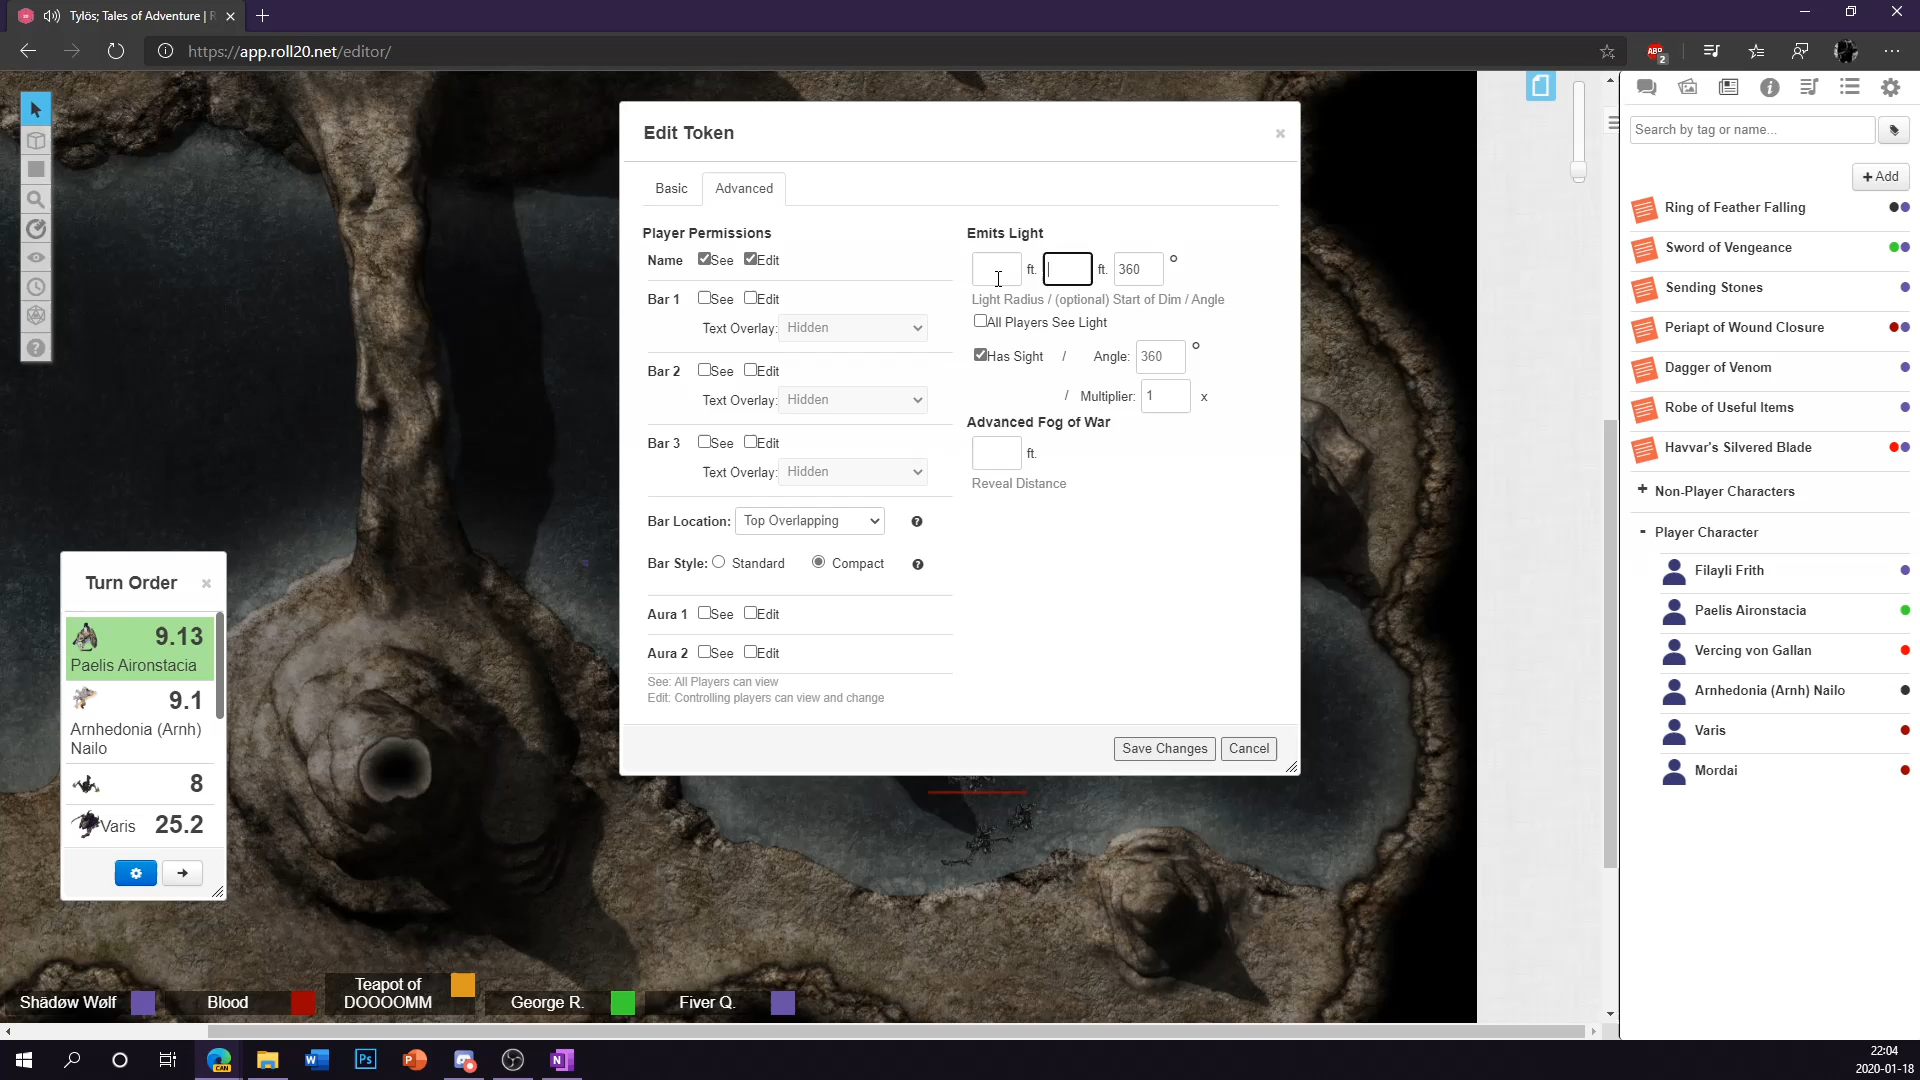 Tylös; Tales of Adventure | R
https://app.roll20.net/editor/
ABP
2
Edit Token
Basic
Advanced
Player Permissions
Name See Edit
Bar 1 See Edit
Text Overlay: Hidden
Bar 2 See Edit
Text Overlay: Hidden
Bar 3 See Edit
Text Overlay: Hidden
Bar Location: Top Overlapping
Bar Style: Standard Compact
Aura 1 See Edit
Aura 2 See Edit
See: All Players can view
Edit: Controlling players can view and change
Emits Light
ft. ft. 360 °
Light Radius / (optional) Start of Dim / Angle
All Players See Light
Has Sight / Angle: 360 °
/ Multiplier: 1 x
Advanced Fog of War
ft.
Reveal Distance
Save Changes
Cancel
Turn Order
9.13
Paelis Aironstacia
9.1
Arnhedonia (Arnh)
Nailo
8
Varis 25.2
Shädøw Wølf
Blood
Teapot of
DOOOOMM
George R.
Fiver Q.
Search by tag or name...
+ Add
Ring of Feather Falling
Sword of Vengeance
Sending Stones
Periapt of Wound Closure
Dagger of Venom
Robe of Useful Items
Havvar's Silvered Blade
+ Non-Player Characters
- Player Character
Filayli Frith
Paelis Aironstacia
Vercing von Gallan
Arnhedonia (Arnh) Nailo
Varis
Mordai
CAN
W
Ps
P
N
22:04
2020-01-18